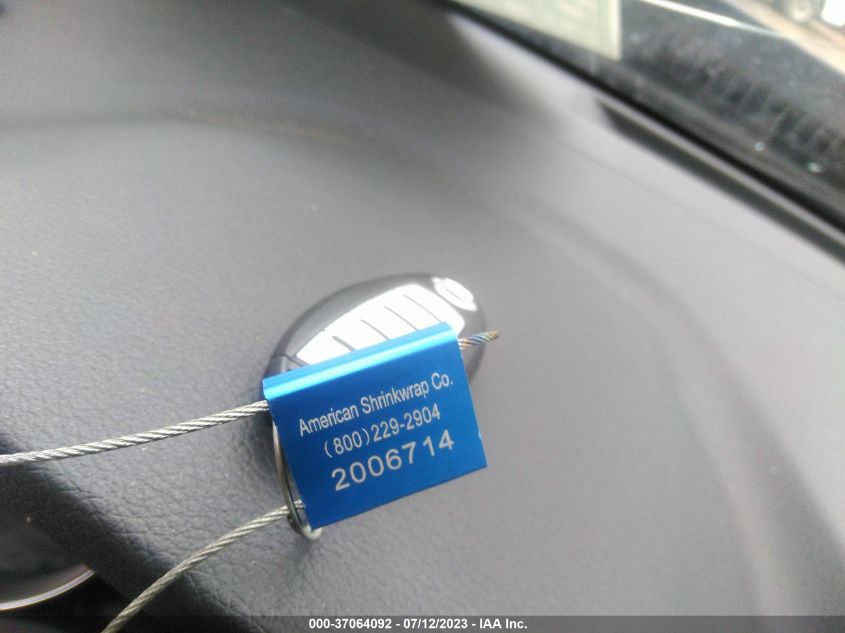 American Shrinkwrap Co.
(800)229-2904
2006714
000-37064092 - 07/12/2023 - IAA Inc.